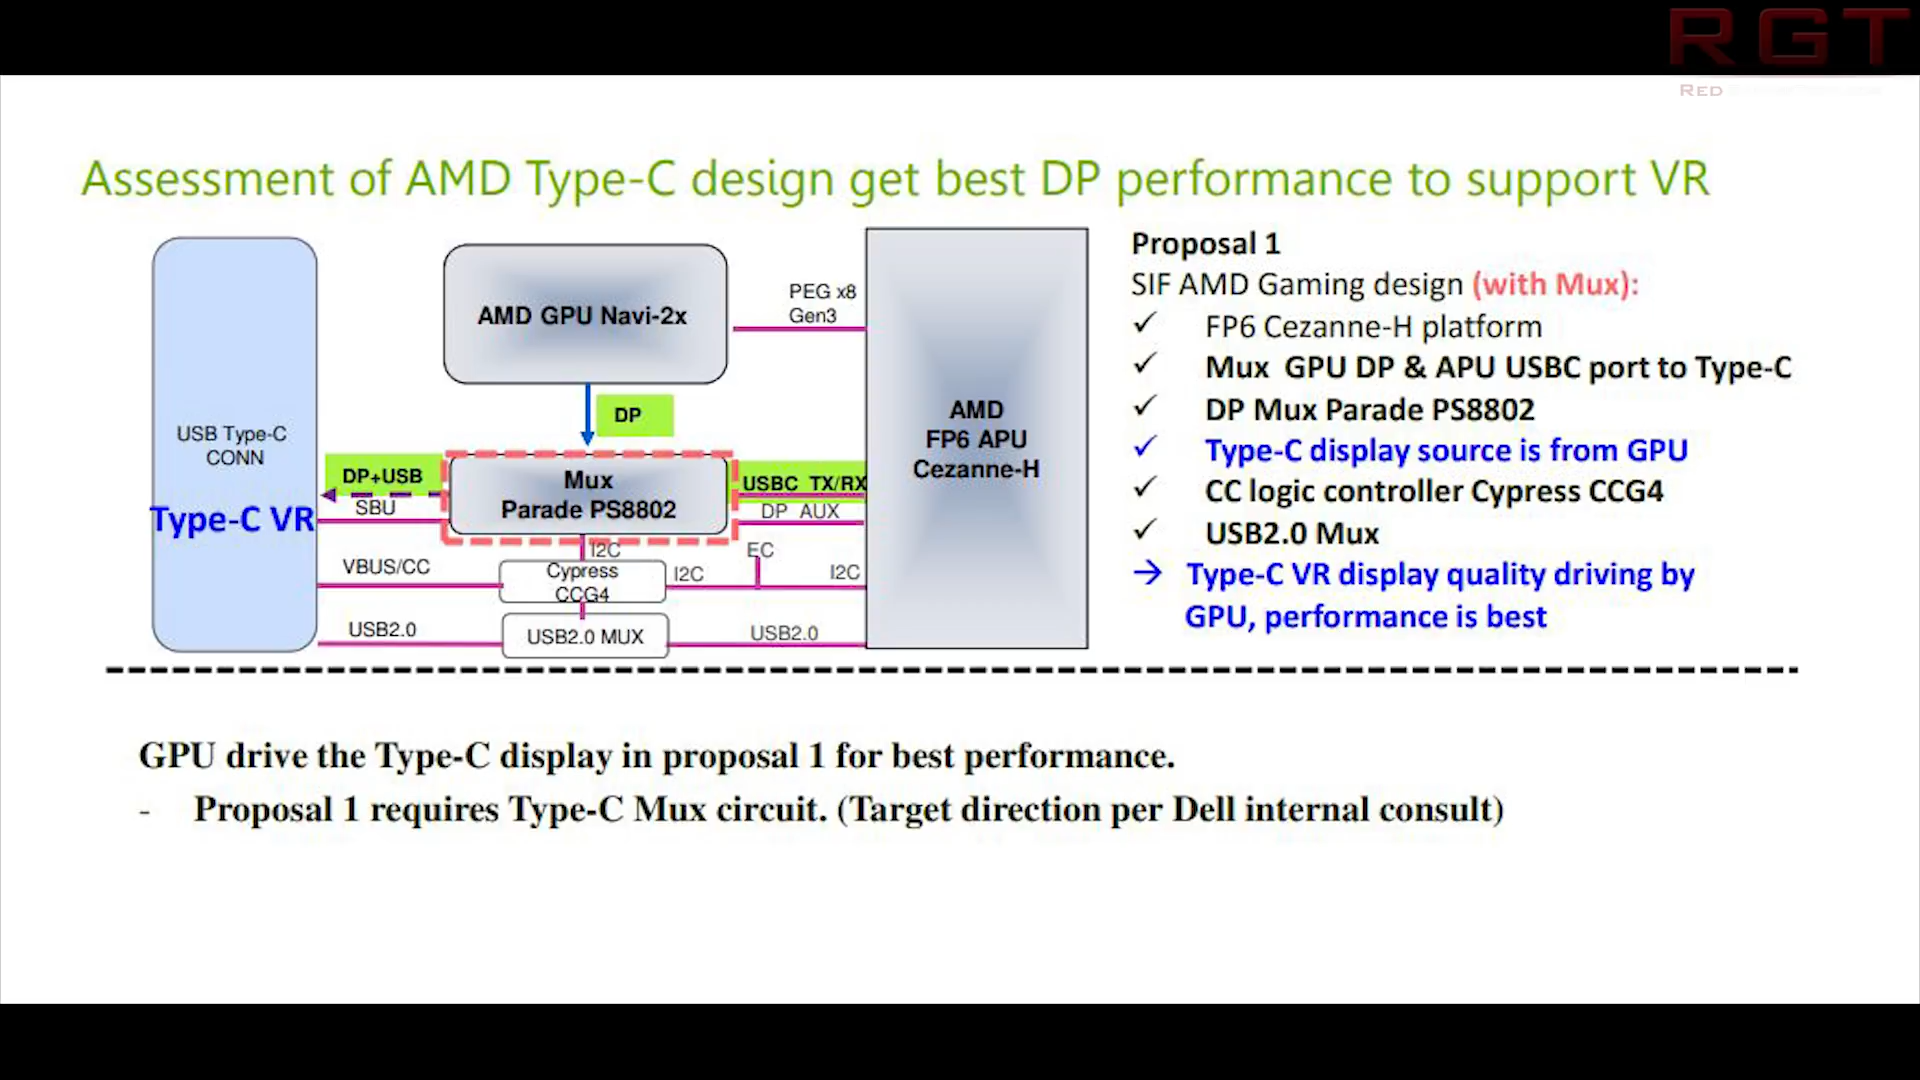 RGT
RED
Assessment of AMD Type-C design get best DP performance to support VR
USB Type-C
CONN
Type-C VR
AMD GPU Navi-2x
PEG x8
Gen3
DP
AMD
FP6 APU
Cezanne-H
DP+USB
SBU
Mux
Parade PS8802
USBC TX/RX
DP AUX
I2C
EC
VBUS/CC
Cypress
CCG4
I2C
I2C
USB2.0
USB2.0 MUX
USB2.0
Proposal 1
SIF AMD Gaming design (with Mux):
✓ FP6 Cezanne-H platform
✓ Mux GPU DP & APU USBC port to Type-C
✓ DP Mux Parade PS8802
✓ Type-C display source is from GPU
✓ CC logic controller Cypress CCG4
✓ USB2.0 Mux
→ Type-C VR display quality driving by
GPU, performance is best
GPU drive the Type-C display in proposal 1 for best performance.
- Proposal 1 requires Type-C Mux circuit. (Target direction per Dell internal consult)